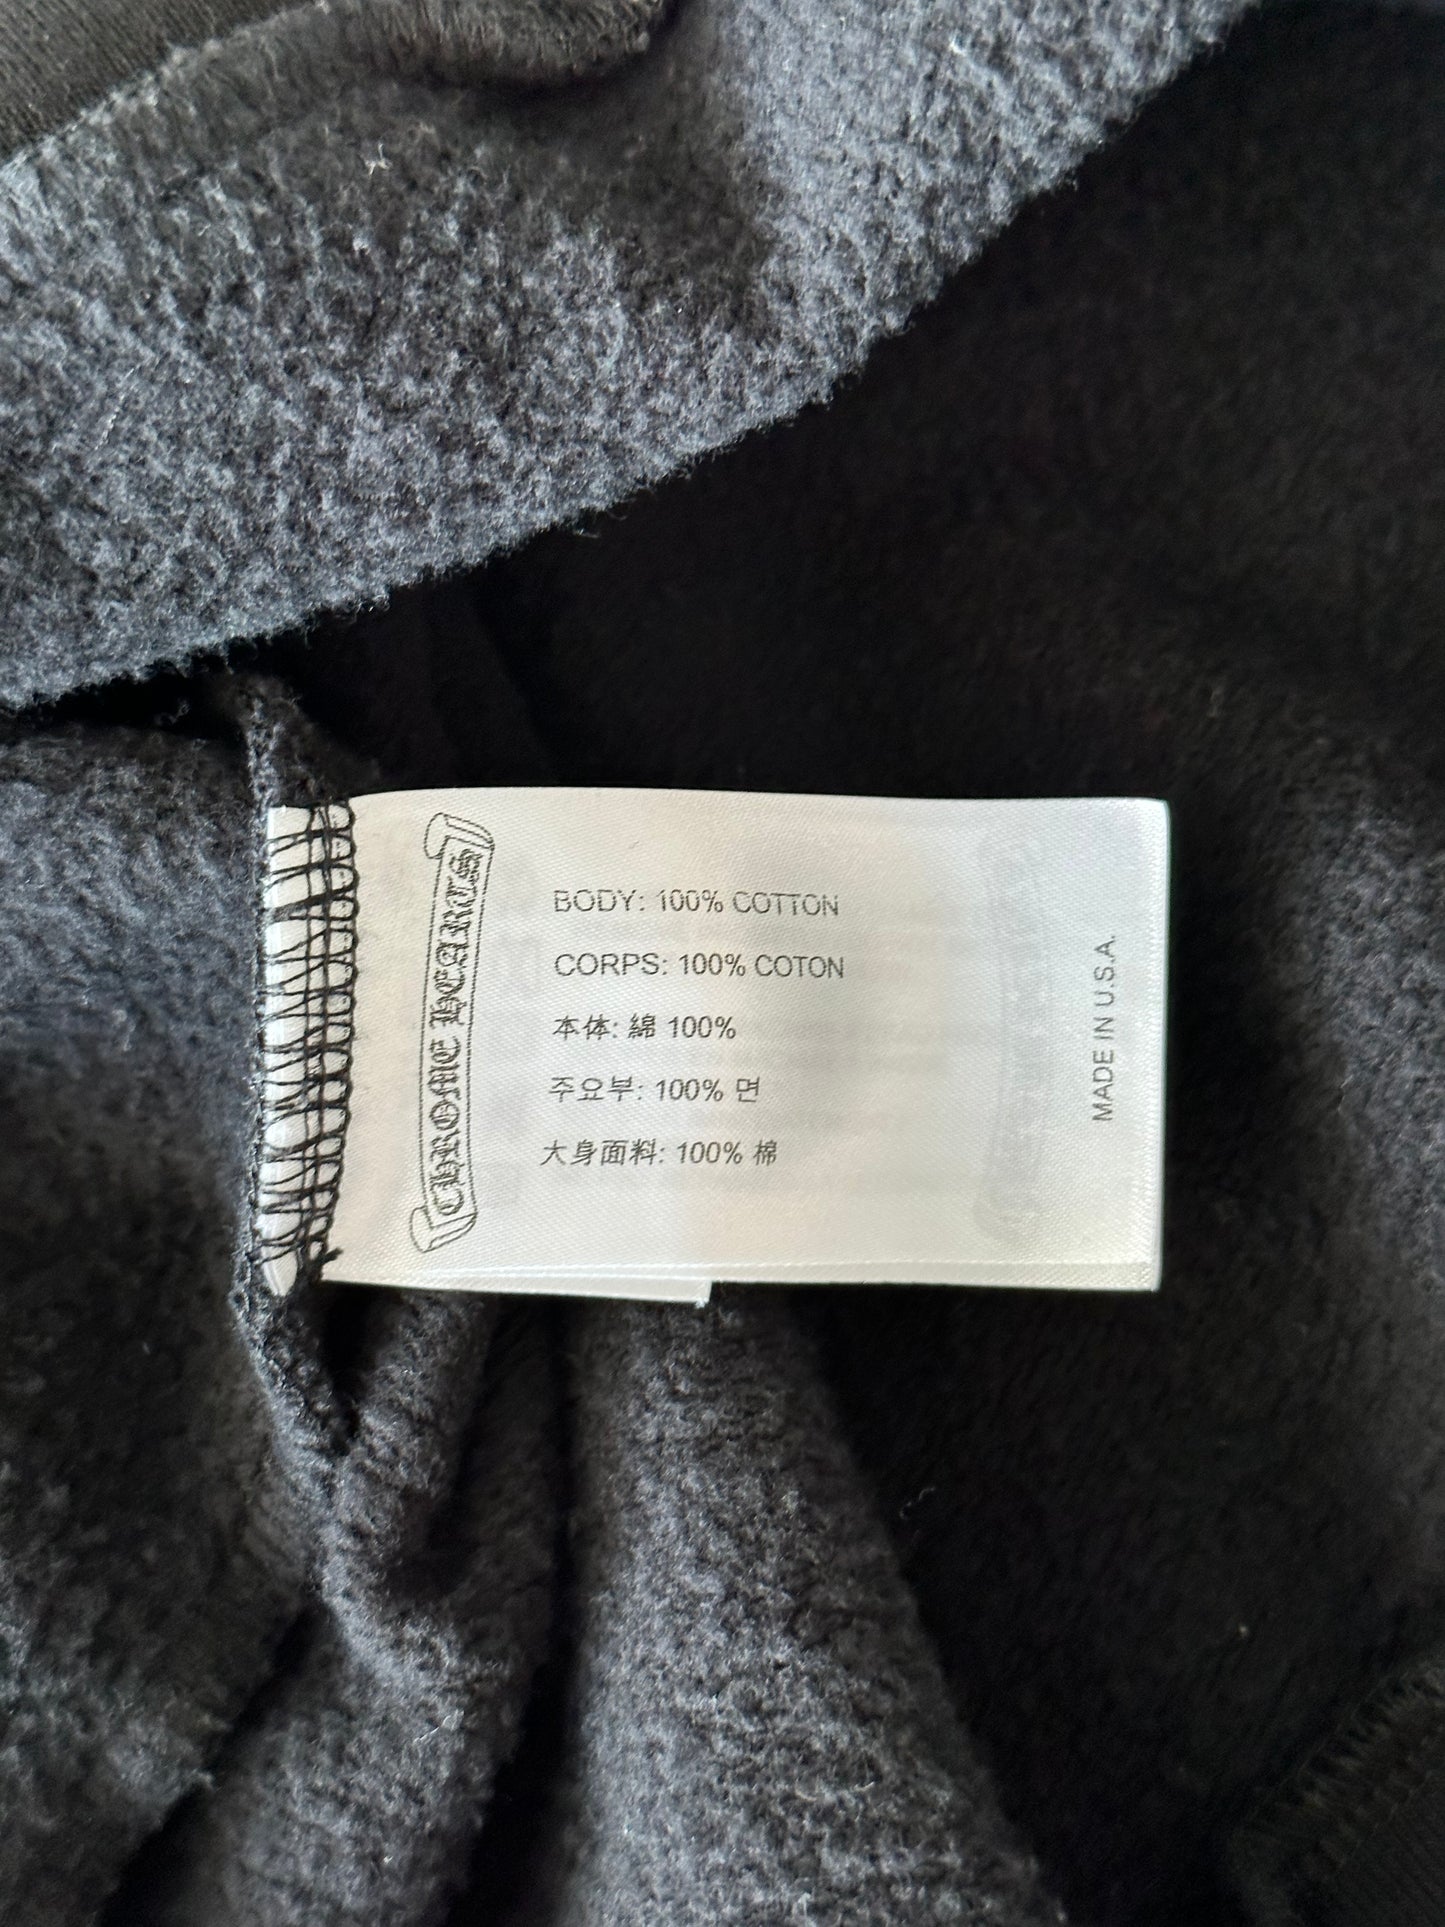 CHROME HEARTS
BODY: 100% COTTON
CORPS: 100% COTON
本体: 綿 100%
주요부: 100% 면
大身面料: 100% 棉
MADE IN U.S.A.